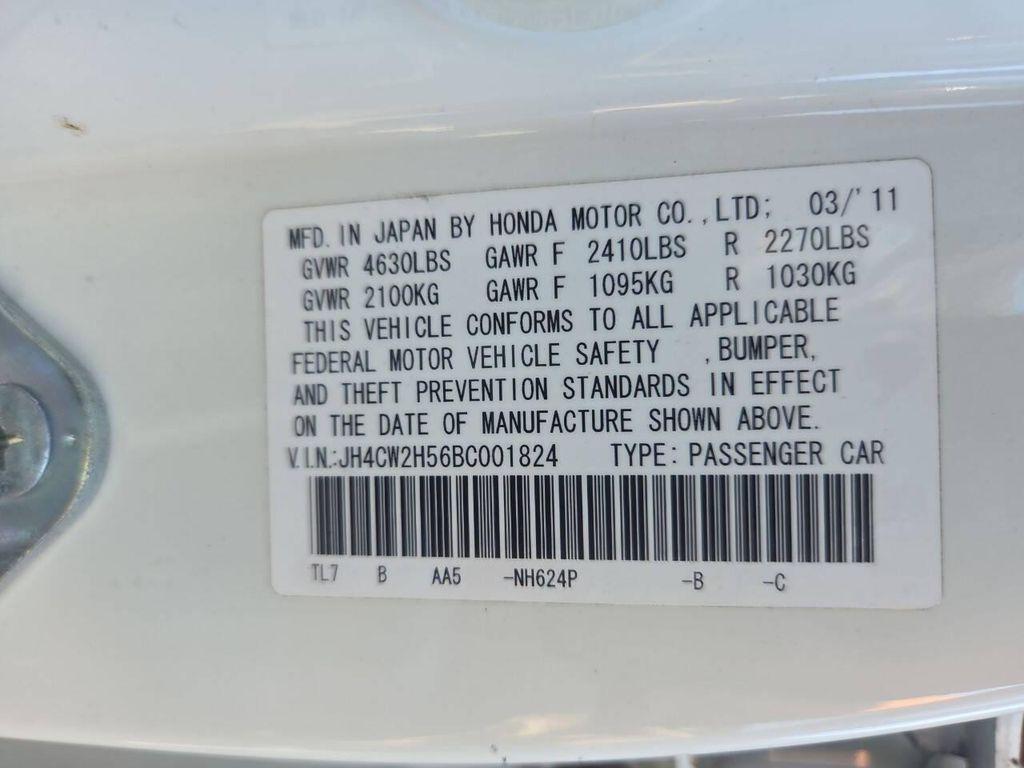 MFD. IN JAPAN BY HONDA MOTOR CO.,LTD; 03/'11
GVWR 4630LBS GAWR F 2410LBS R 2270LBS
GVWR 2100KG GAWR F 1095KG R 1030KG
THIS VEHICLE CONFORMS TO ALL APPLICABLE
FEDERAL MOTOR VEHICLE SAFETY ,BUMPER,
AND THEFT PREVENTION STANDARDS IN EFFECT
ON THE DATE OF MANUFACTURE SHOWN ABOVE.
V.I.N.:JH4CW2H56BC001824 TYPE: PASSENGER CAR
TL7 B AA5 -NH624P -B -C